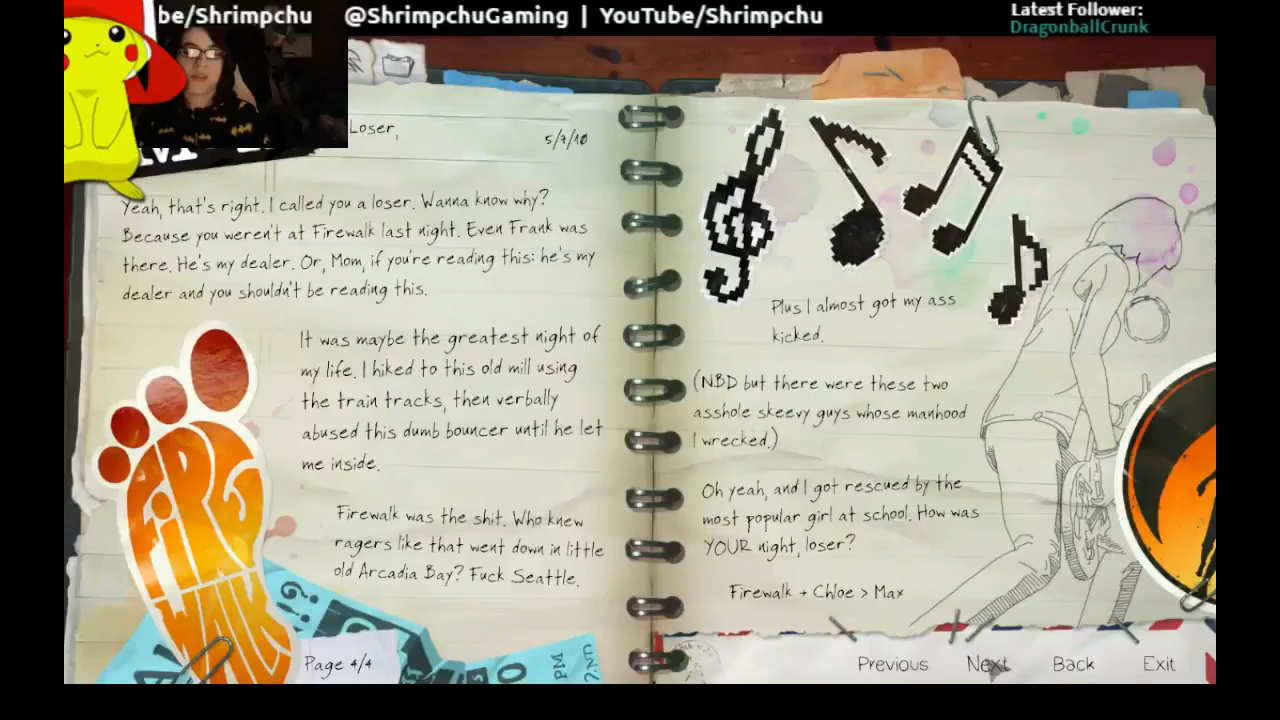 be/Shrimpchu @ShrimpchuGaming | YouTube/Shrimpchu
Latest Follower:
DragonballCrunk
Loser,
5/7/10
Yeah, that's right. I called you a loser. Wanna know why?
Because you weren't at Firewalk last night. Even Frank was
there. He's my dealer. Or, Mom, if you're reading this: he's my
dealer and you shouldn't be reading this.
It was maybe the greatest night of
my life. I hiked to this old mill using
the train tracks, then verbally
abused this dumb bouncer until he let
me inside.
Firewalk was the shit. Who knew
ragers like that went down in little
old Arcadia Bay? Fuck Seattle.
FIRE
WALK
Page 4/4
PM
Plus I almost got my ass
kicked.
(NBD but there were these two
asshole skeevy guys whose manhood
I wrecked.)
Oh yeah, and I got rescued by the
most popular girl at school. How was
YOUR night, loser?
Firewalk + Chloe > Max
Previous Next Back Exit